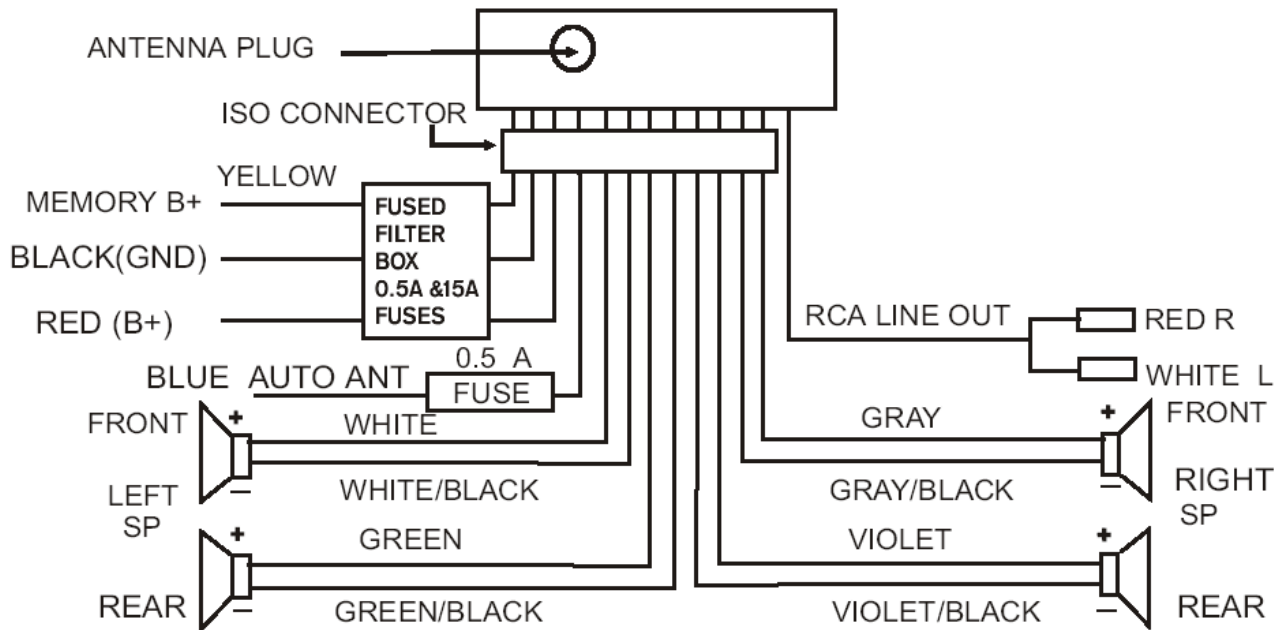 ANTENNA PLUG
ISO CONNECTOR
YELLOW
MEMORY B+
BLACK(GND)
RED (B+)
FUSED
FILTER
BOX
0.5A &15A
FUSES
RCA LINE OUT
RED R
WHITE L
0.5 A
FUSE
BLUE AUTO ANT
FRONT
+
WHITE
–
WHITE/BLACK
LEFT
SP
+
GREEN
–
GREEN/BLACK
REAR
GRAY
+
FRONT
GRAY/BLACK
–
RIGHT
SP
VIOLET
+
VIOLET/BLACK
–
REAR